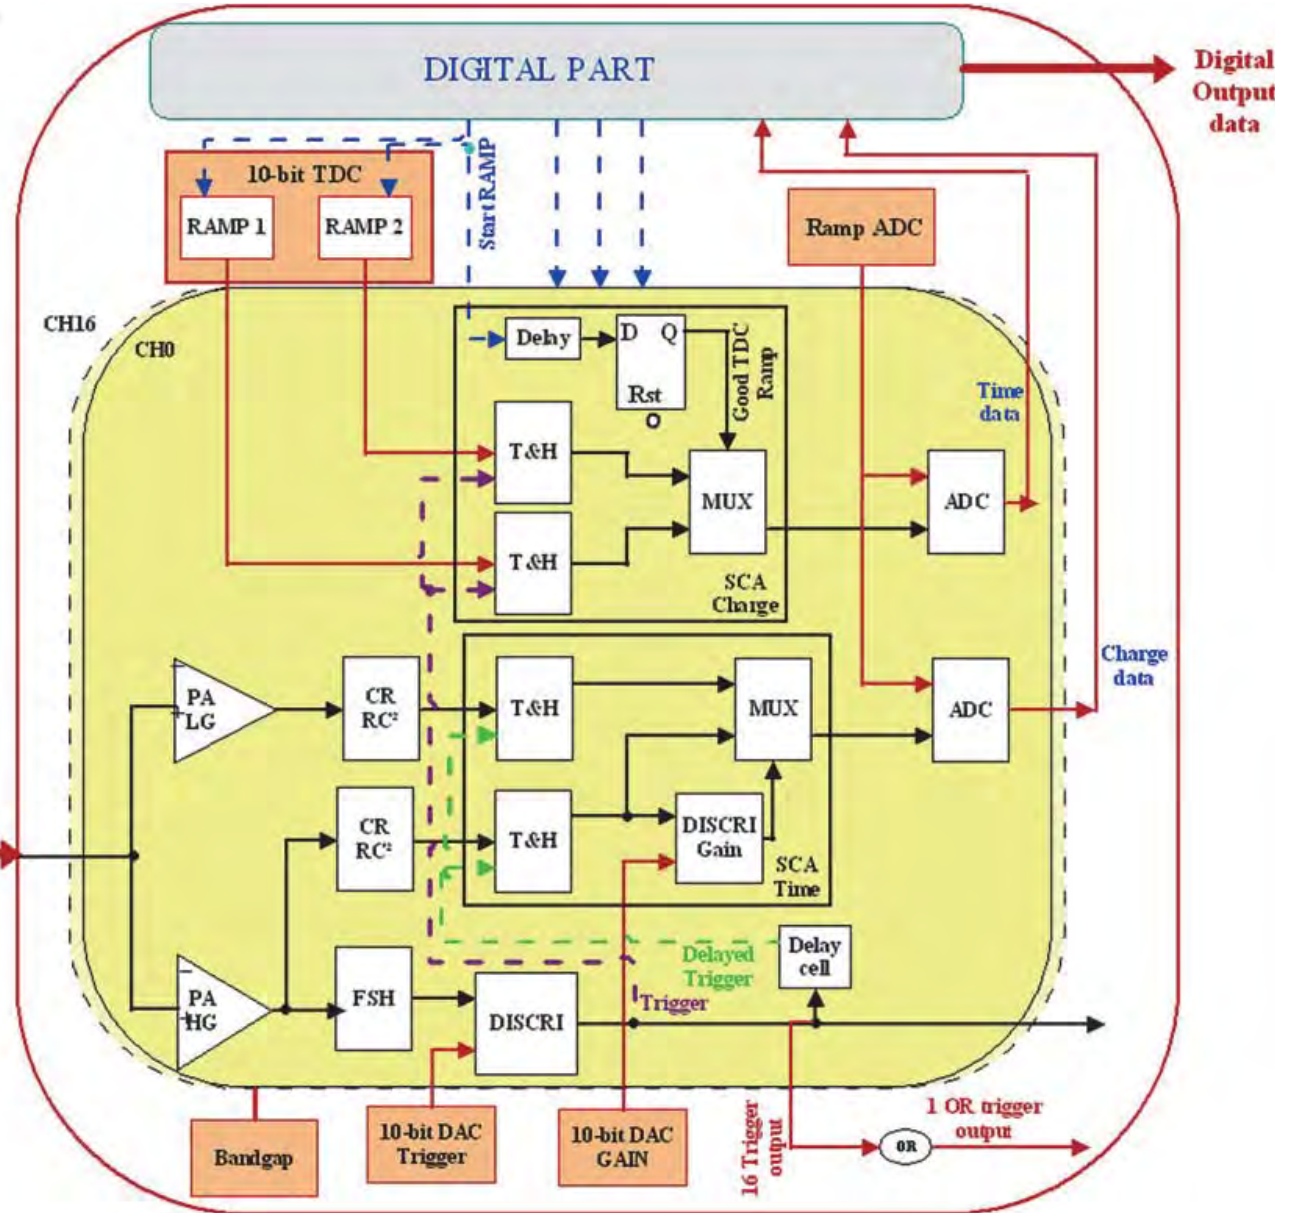 DIGITAL PART
Digital
Output
data
10-bit TDC
RAMP 1
RAMP 2
Start RAMP
Ramp ADC
CH16
CH0
Delay
D Q
Rst
Good TDC
Ramp
Time
data
T&H
MUX
ADC
T&H
SCA
Charge
Charge
data
PA
LG
CR
RC²
T&H
MUX
ADC
CR
RC²
T&H
DISCRI
Gain
SCA
Time
Delayed
Trigger
Delay
cell
PA
HG
FSH
DISCRI
Trigger
Bandgap
10-bit DAC
Trigger
10-bit DAC
GAIN
16 Trigger
output
OR
1 OR trigger
output